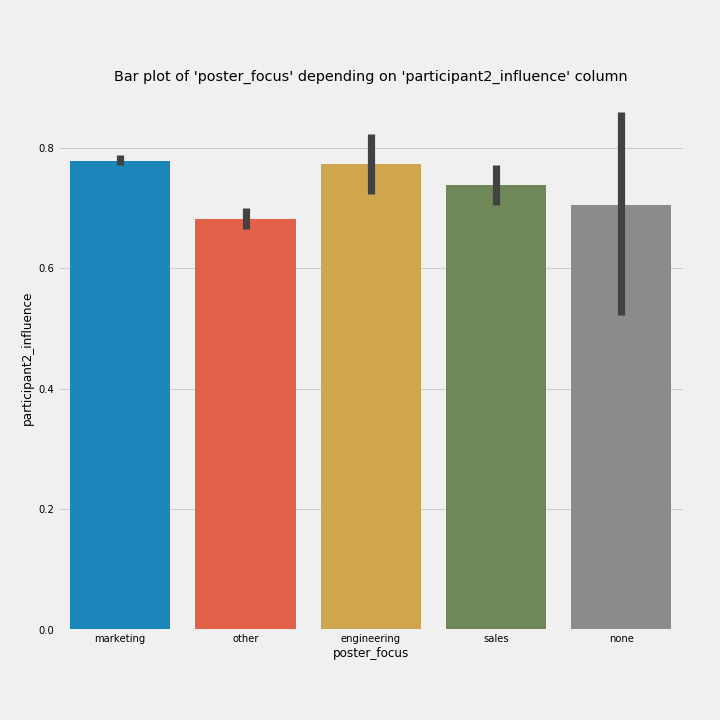 Bar plot of 'poster_focus' depending on 'participant2_influence' column
participant2_influence
0.8
0.6
0.4
0.2
0.0
marketing other engineering sales none
poster_focus